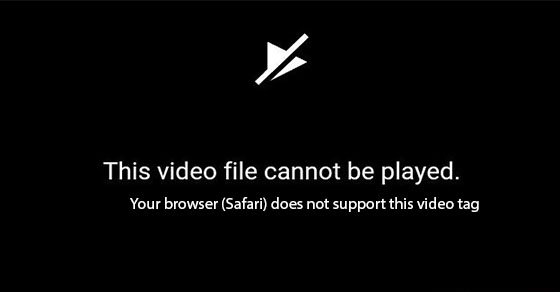 This video file cannot be played.
Your browser (Safari) does not support this video tag